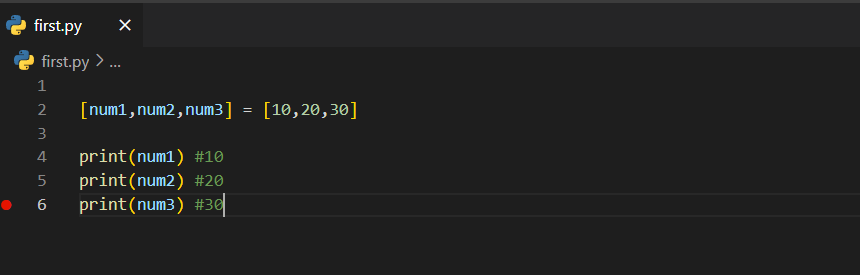 first.py ×
first.py > ...
1
2 [num1,num2,num3] = [10,20,30]
3
4 print(num1) #10
5 print(num2) #20
6 print(num3) #30